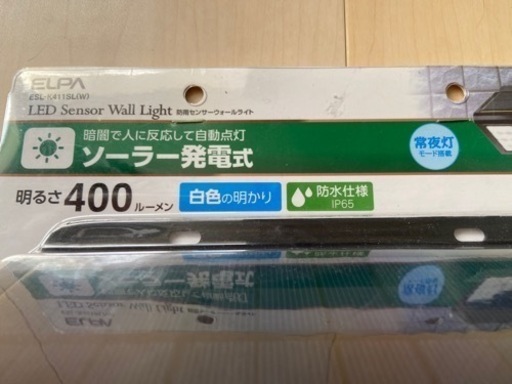 ELPA
ESL-K411SL(W)
LED Sensor Wall Light 防雨センサーウォールライト
暗闇で人に反応して自動点灯
ソーラー発電式
常夜灯
モード搭載
明るさ400ルーメン
白色の明かり
防水仕様
IP65